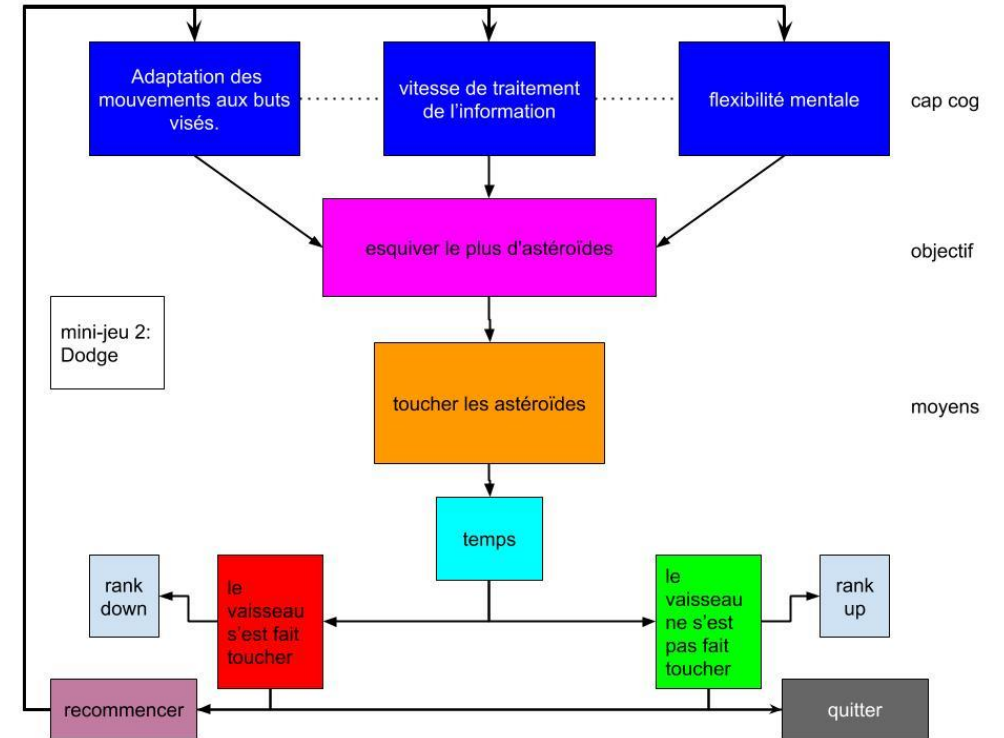 Adaptation des
mouvements aux buts
visés.
vitesse de traitement
de l'information
flexibilité mentale
cap cog
esquiver le plus d'astéroïdes
objectif
mini-jeu 2:
Dodge
toucher les astéroïdes
moyens
temps
rank
down
le
vaisseau
s'est fait
toucher
le
vaisseau
ne s'est
pas fait
toucher
rank
up
recommencer
quitter